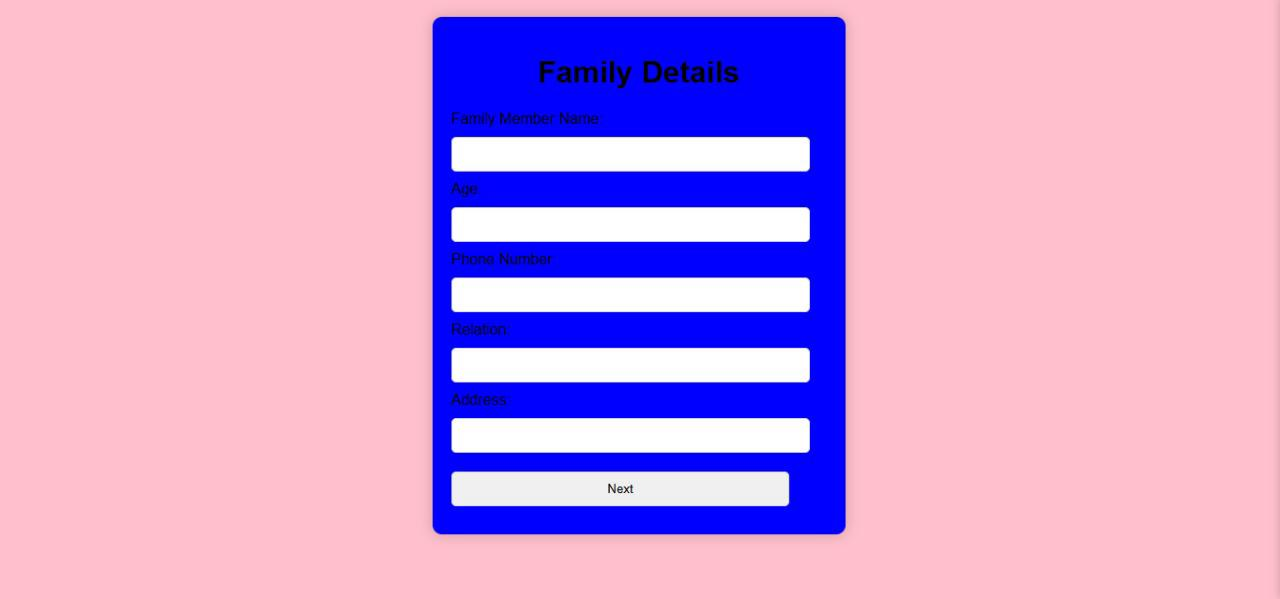 Family Details
Family Member Name:
Age:
Phone Number:
Relation:
Address:
Next